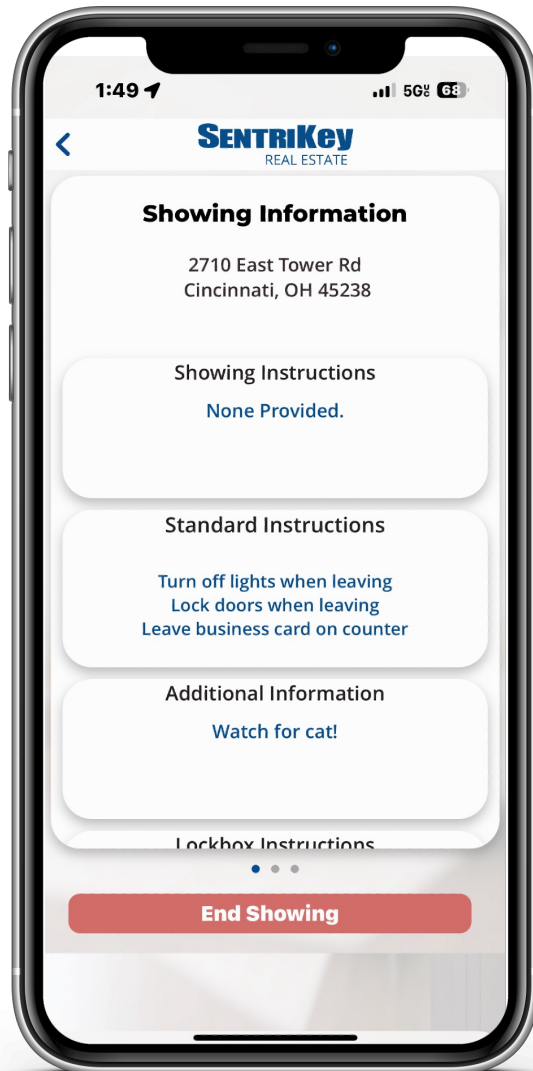 1:49
5G 68
SENTRIKEY
REAL ESTATE
Showing Information
2710 East Tower Rd
Cincinnati, OH 45238
Showing Instructions
None Provided.
Standard Instructions
Turn off lights when leaving
Lock doors when leaving
Leave business card on counter
Additional Information
Watch for cat!
Lockbox Instructions
End Showing